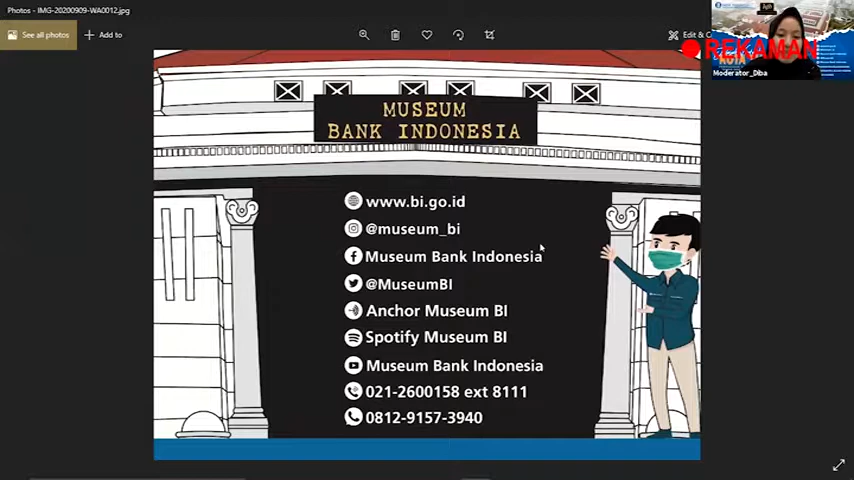 Photos - IMG-20200909-WA0012.jpg
See all photos
Add to
Edit & C
REKAMAN
KOTA
Moderator_Diba
MUSEUM
BANK INDONESIA
www.bi.go.id
@museum_bi
Museum Bank Indonesia
@MuseumBI
Anchor Museum BI
Spotify Museum BI
Museum Bank Indonesia
021-2600158 ext 8111
0812-9157-3940